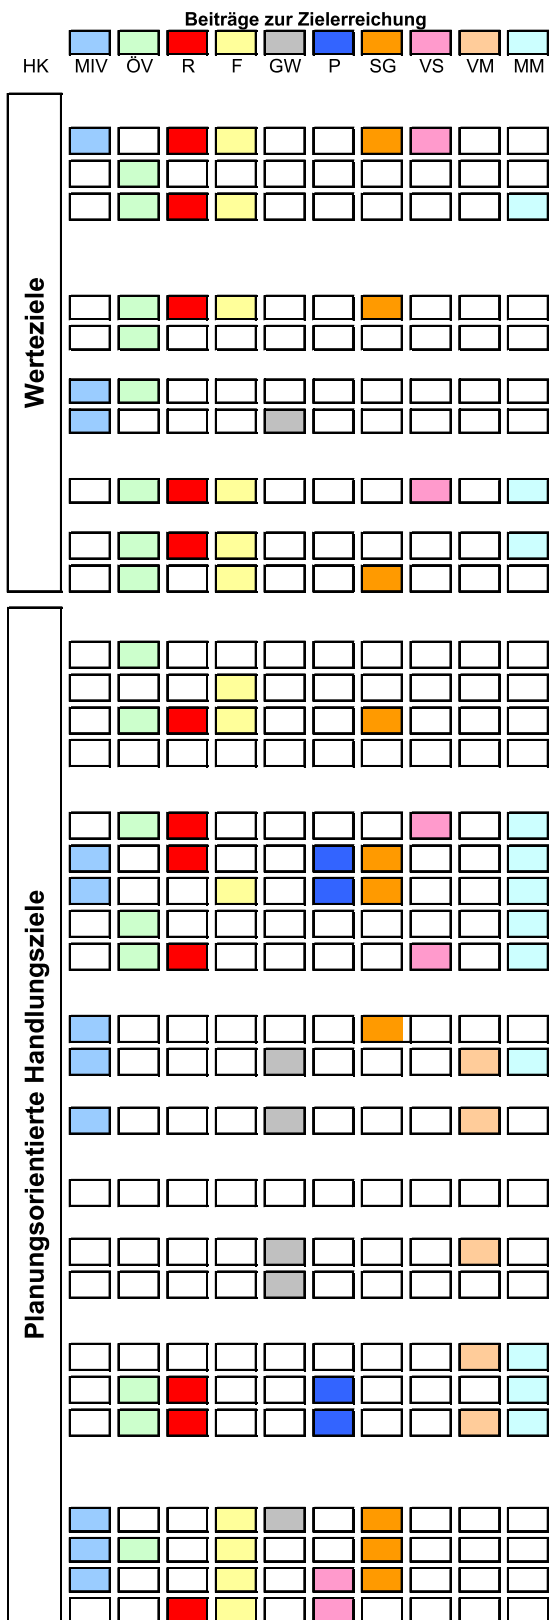 Beiträge zur Zielerreichung
HK MIV ÖV R F GW P SG VS VM MM
Werteziele
Planungsorientierte Handlungsziele